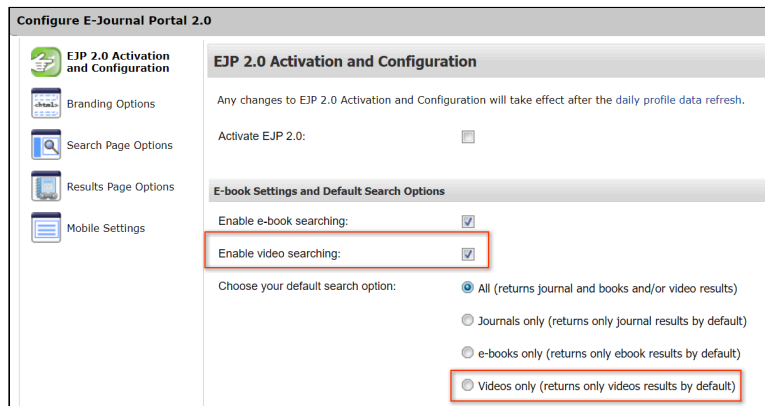 Configure E-Journal Portal 2.0
EJP 2.0 Activation
and Configuration
Branding Options
Search Page Options
Results Page Options
Mobile Settings
EJP 2.0 Activation and Configuration
Any changes to EJP 2.0 Activation and Configuration will take effect after the daily profile data refresh.
Activate EJP 2.0:
E-book Settings and Default Search Options
Enable e-book searching:
Enable video searching:
Choose your default search option:
All (returns journal and books and/or video results)
Journals only (returns only journal results by default)
e-books only (returns only ebook results by default)
Videos only (returns only videos results by default)